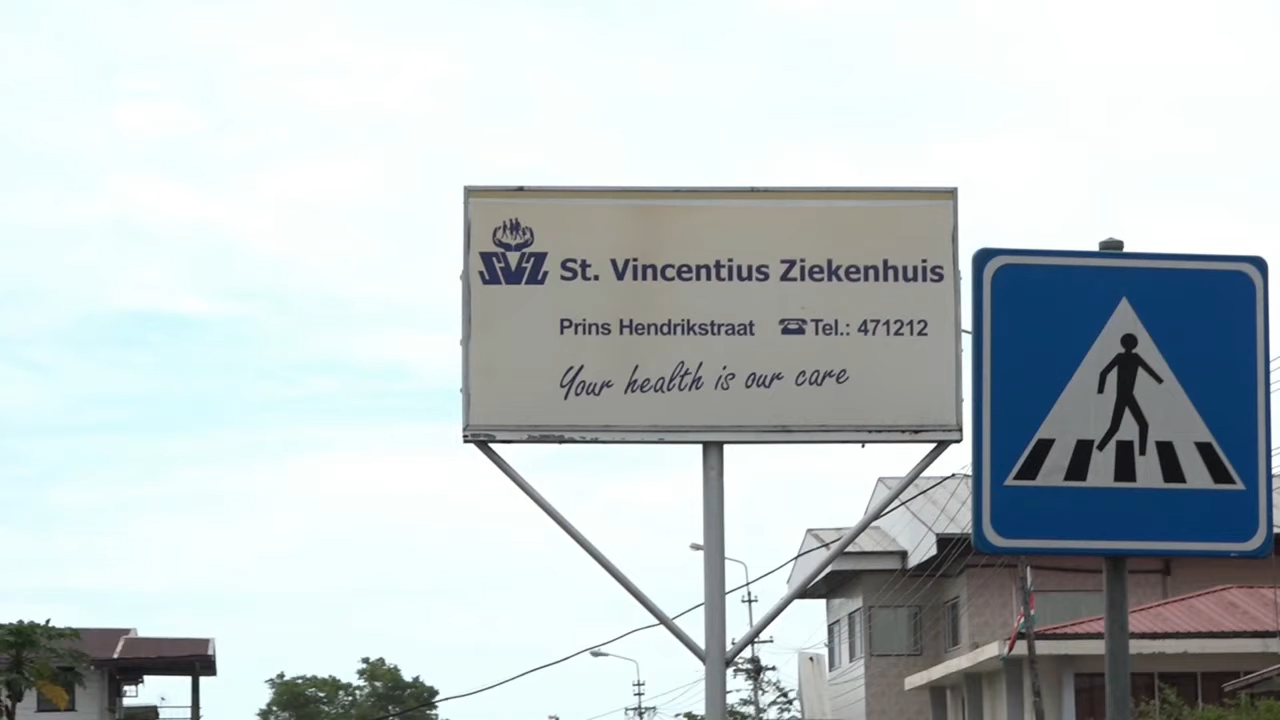 SVZ St. Vincentius Ziekenhuis
Prins Hendrikstraat ☎Tel.: 471212
Your health is our care